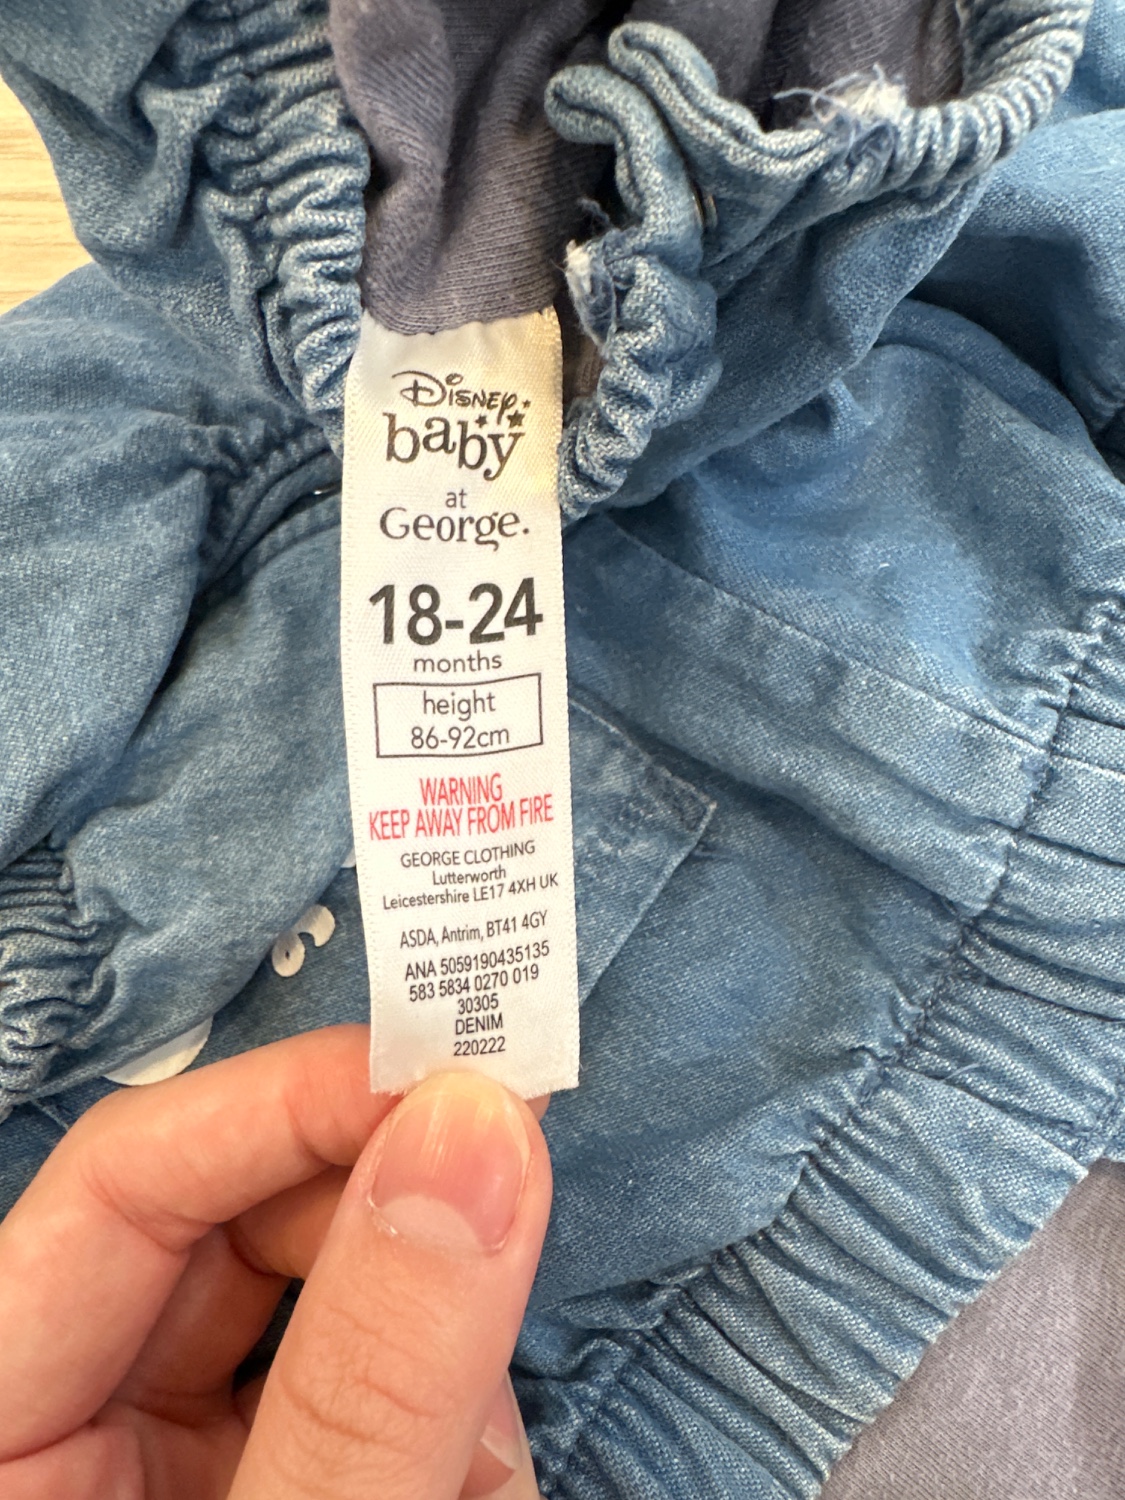 Disney
baby
at
George.
18-24
months
height
86-92cm
WARNING
KEEP AWAY FROM FIRE
GEORGE CLOTHING
Lutterworth
Leicestershire LE17 4XH UK
ASDA, Antrim, BT41 4GY
ANA 5059190435135
583 5834 0270 019
30305
DENIM
220222